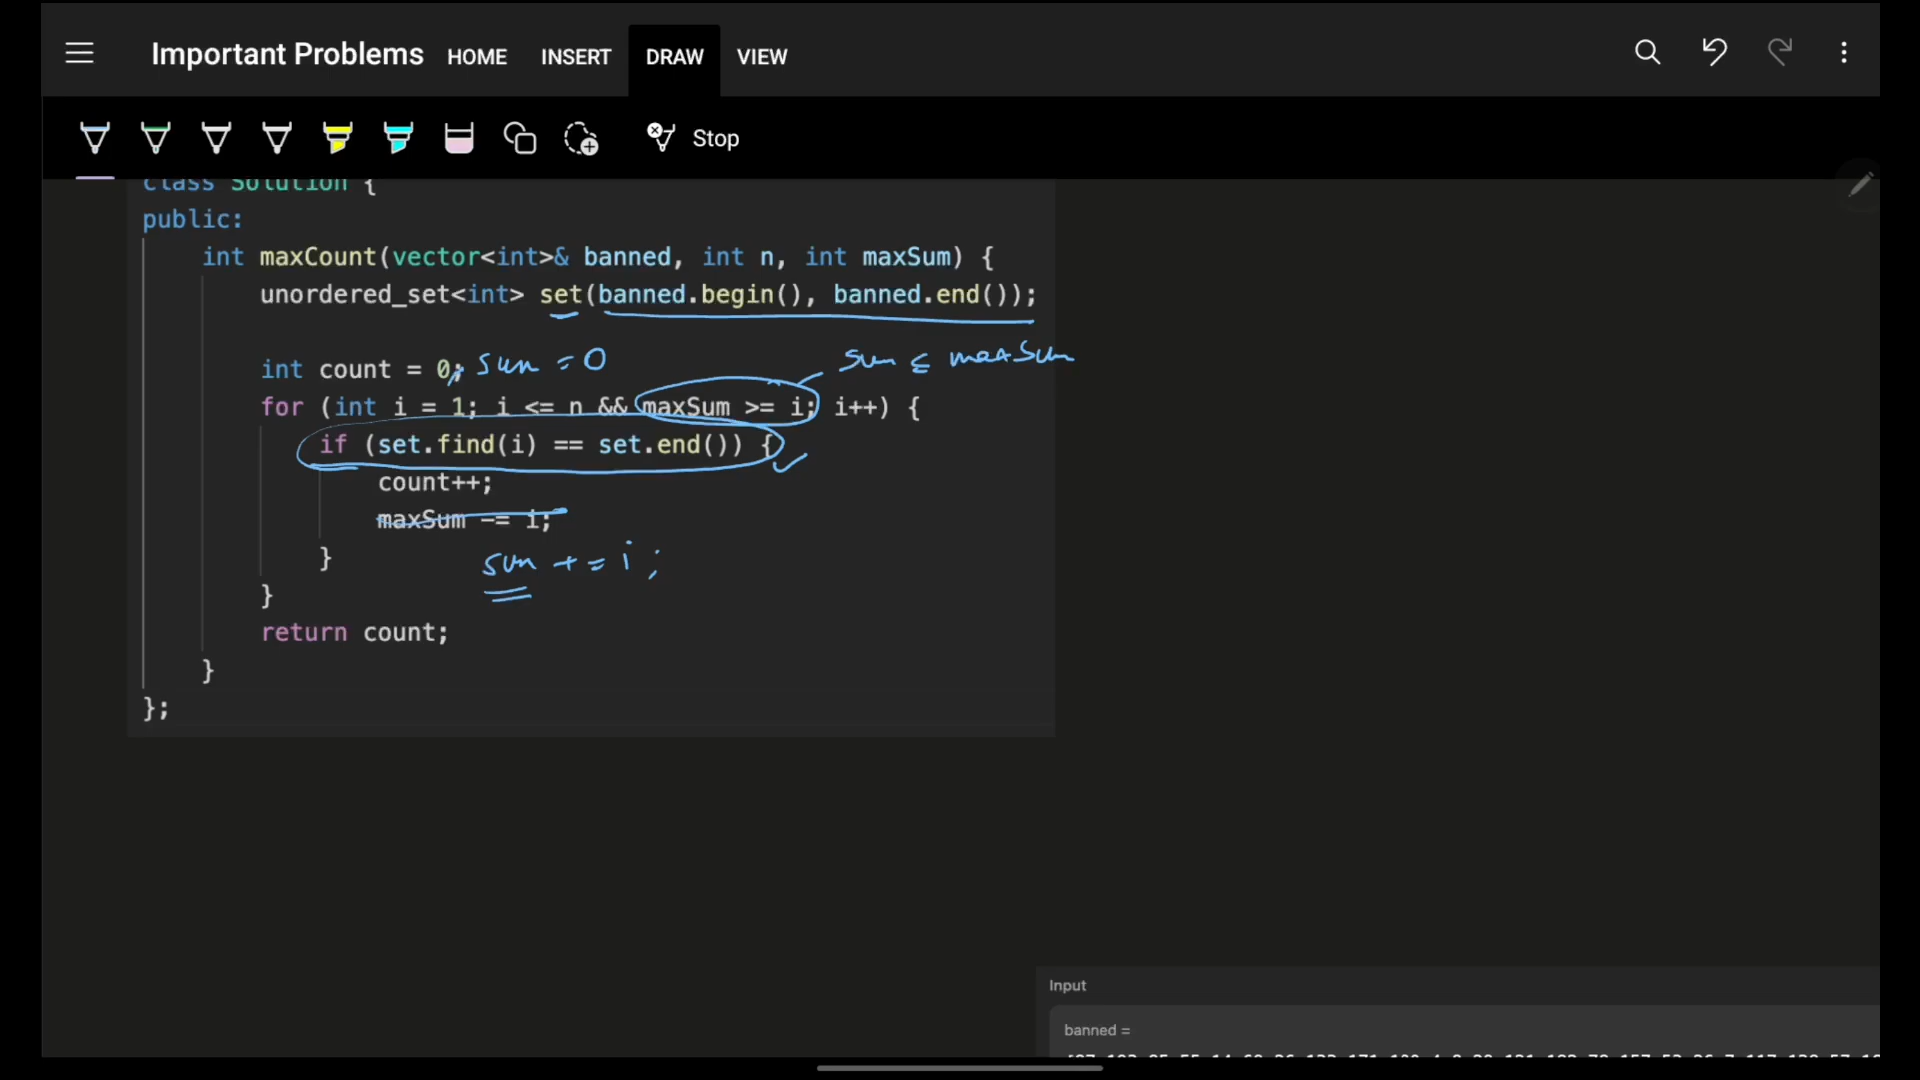 Important Problems HOME INSERT DRAW VIEW
Stop
class Solution {
public:
int maxCount(vector<int>& banned, int n, int maxSum) {
unordered_set<int> set(banned.begin(), banned.end());
int count = 0; , sum = 0
sum ≤ maxSum
for (int i = 1; i <= n && maxSum >= i; i++) {
if (set.find(i) == set.end()) {
count++;
maxSum -= i;
}
sum += i ;
}
return count;
}
};
Input
banned =